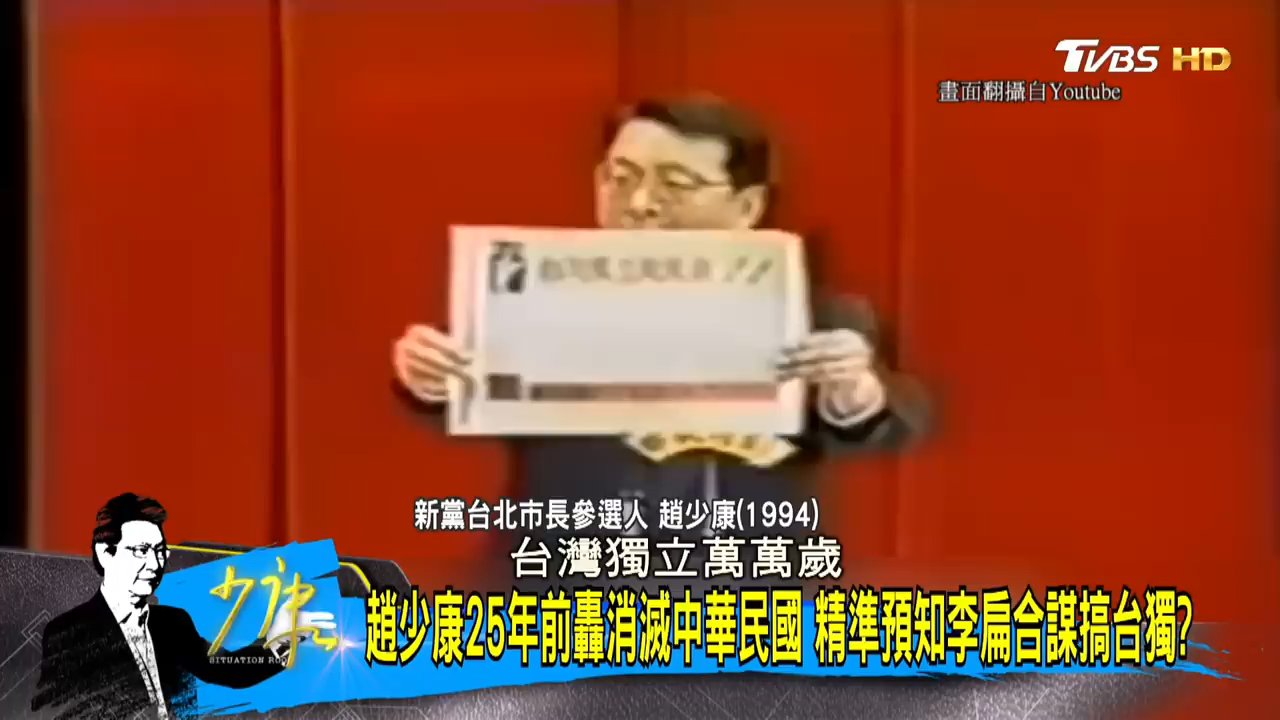 TVBS HD
畫面翻攝自Youtube
新黨台北市長參選人 趙少康(1994)
台灣獨立萬萬歲
少康
SITUATION ROOM
趙少康25年前轟消滅中華民國 精準預知李扁合謀搞台獨?